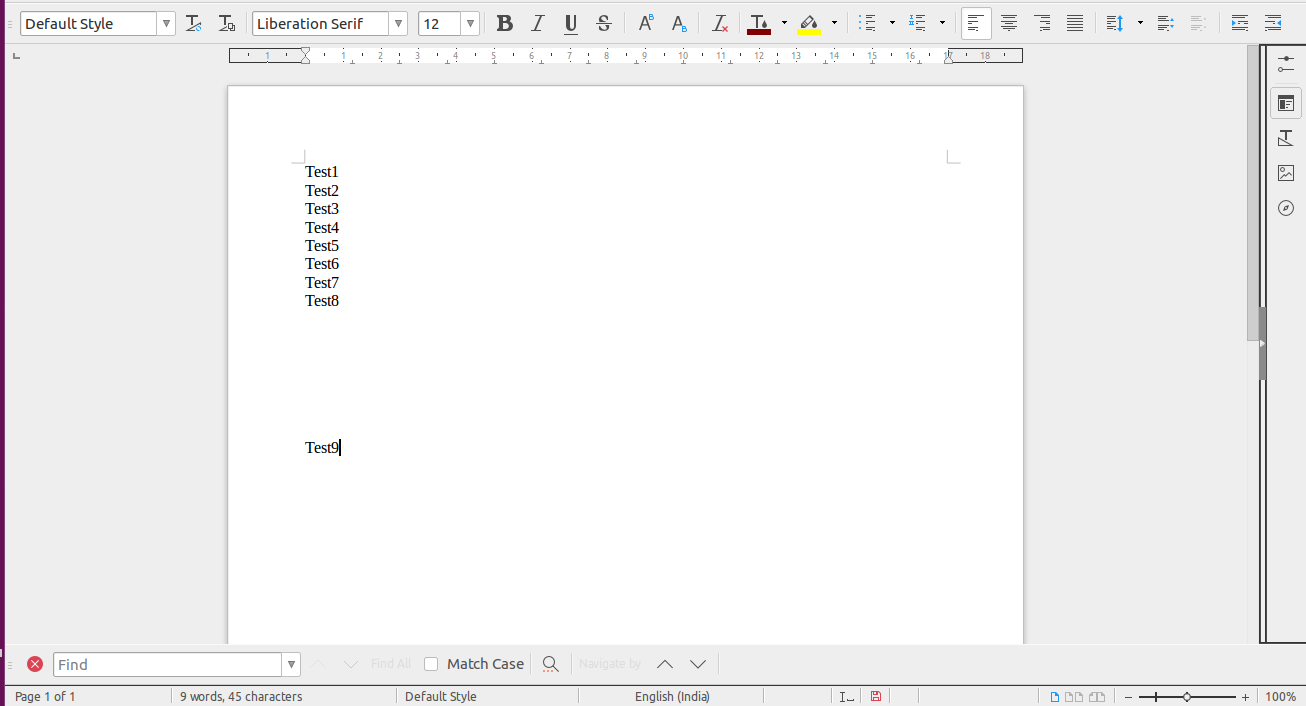 Default Style Liberation Serif 12
1 1 2 3 4 5 6 7 8 9 10 11 12 13 14 15 16 17 18
Test1
Test2
Test3
Test4
Test5
Test6
Test7
Test8
Test9
Find Find All Match Case Navigate by
Page 1 of 1 9 words, 45 characters Default Style English (India) 100%